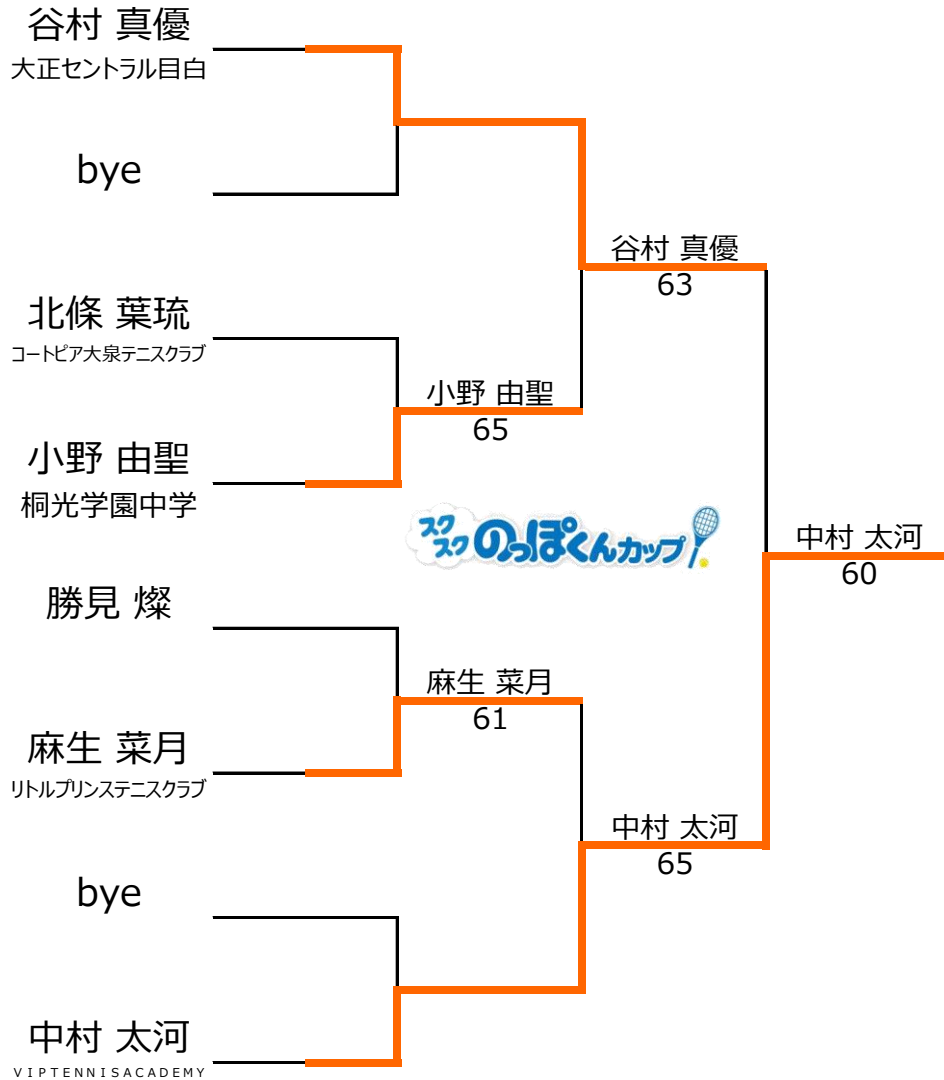 谷村 真優
大正セントラル目白
bye
谷村 真優
63
北條 葉琉
コートピア大泉テニスクラブ
小野 由聖
65
小野 由聖
桐光学園中学
スクスク のっぽくんカップ
中村 太河
60
勝見 燦
麻生 菜月
61
麻生 菜月
リトルプリンステニスクラブ
中村 太河
65
bye
中村 太河
VIPTENNISACADEMY